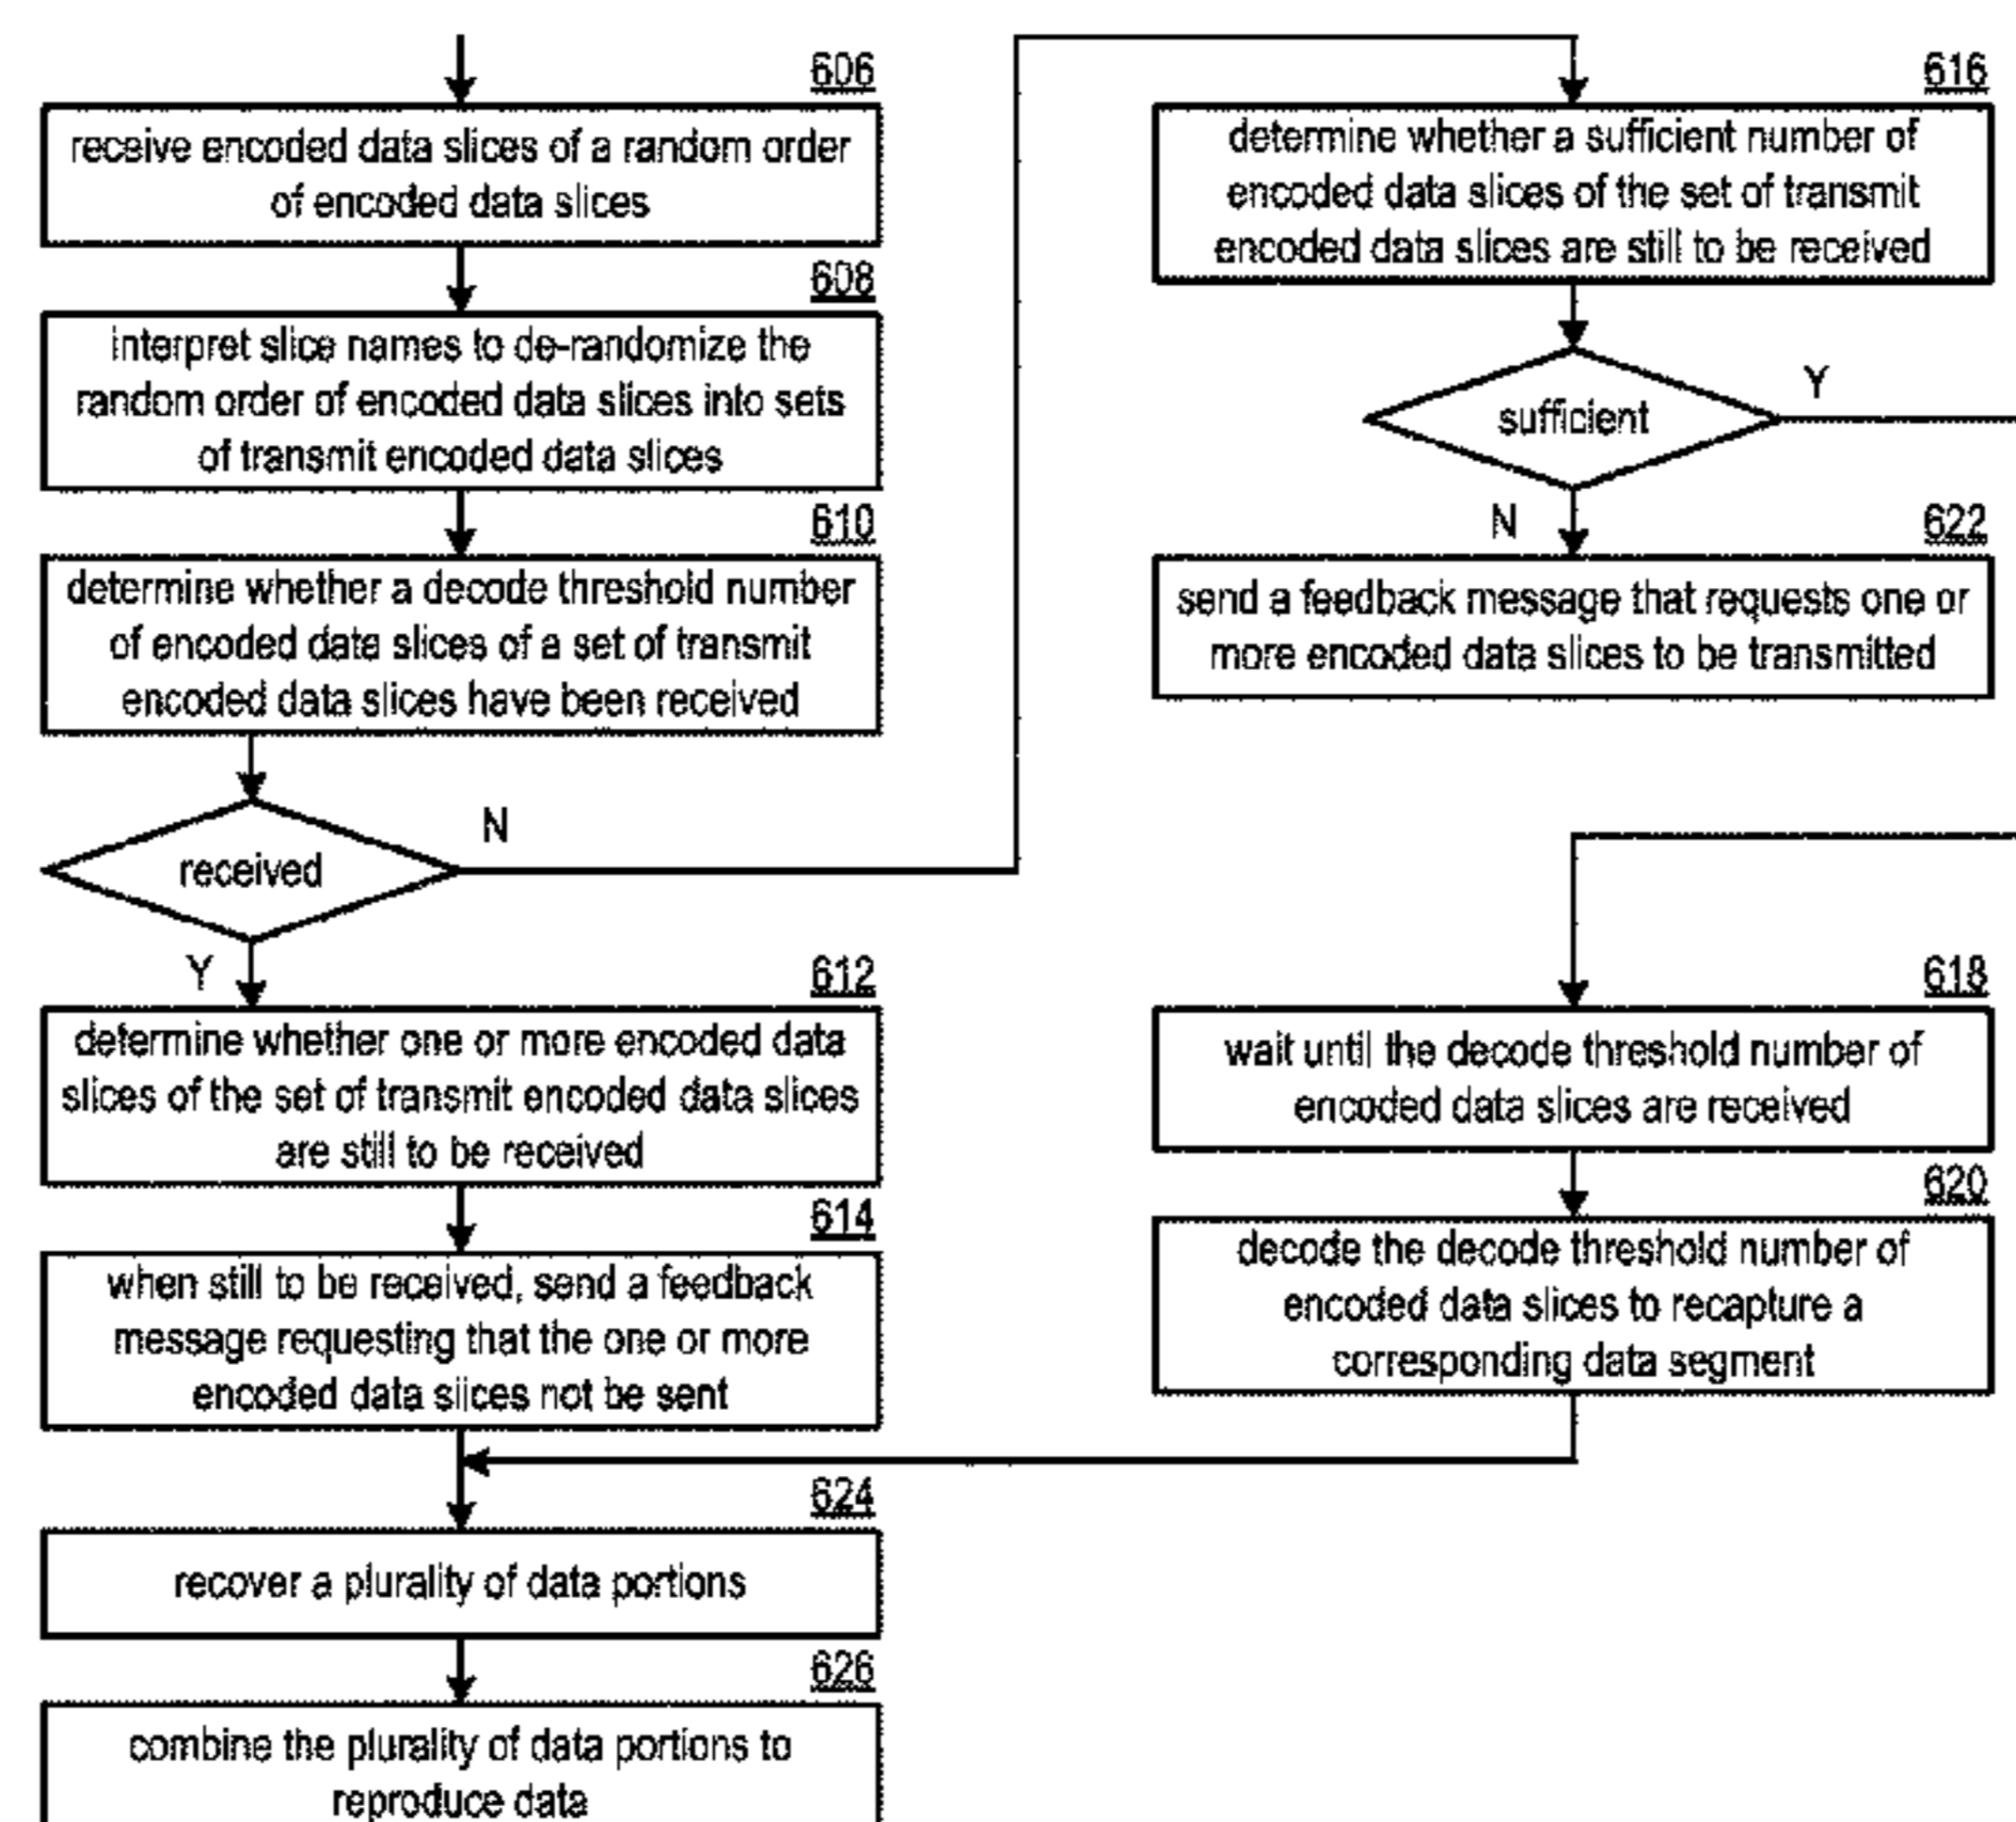 606
receive encoded data slices of a random order
of encoded data slices
608
interpret slice names to de-randomize the
random order of encoded data slices into sets
of transmit encoded data slices
610
determine whether a decode threshold number
of encoded data slices of a set of transmit
encoded data slices have been received
received
N
Y
612
determine whether one or more encoded data
slices of the set of transmit encoded data slices
are still to be received
614
when still to be received, send a feedback
message requesting that the one or more
encoded data slices not be sent
624
recover a plurality of data portions
626
combine the plurality of data portions to
reproduce data
616
determine whether a sufficient number of
encoded data slices of the set of transmit
encoded data slices are still to be received
sufficient
Y
N
622
send a feedback message that requests one or
more encoded data slices to be transmitted
618
wait until the decode threshold number of
encoded data slices are received
620
decode the decode threshold number of
encoded data slices to recapture a
corresponding data segment